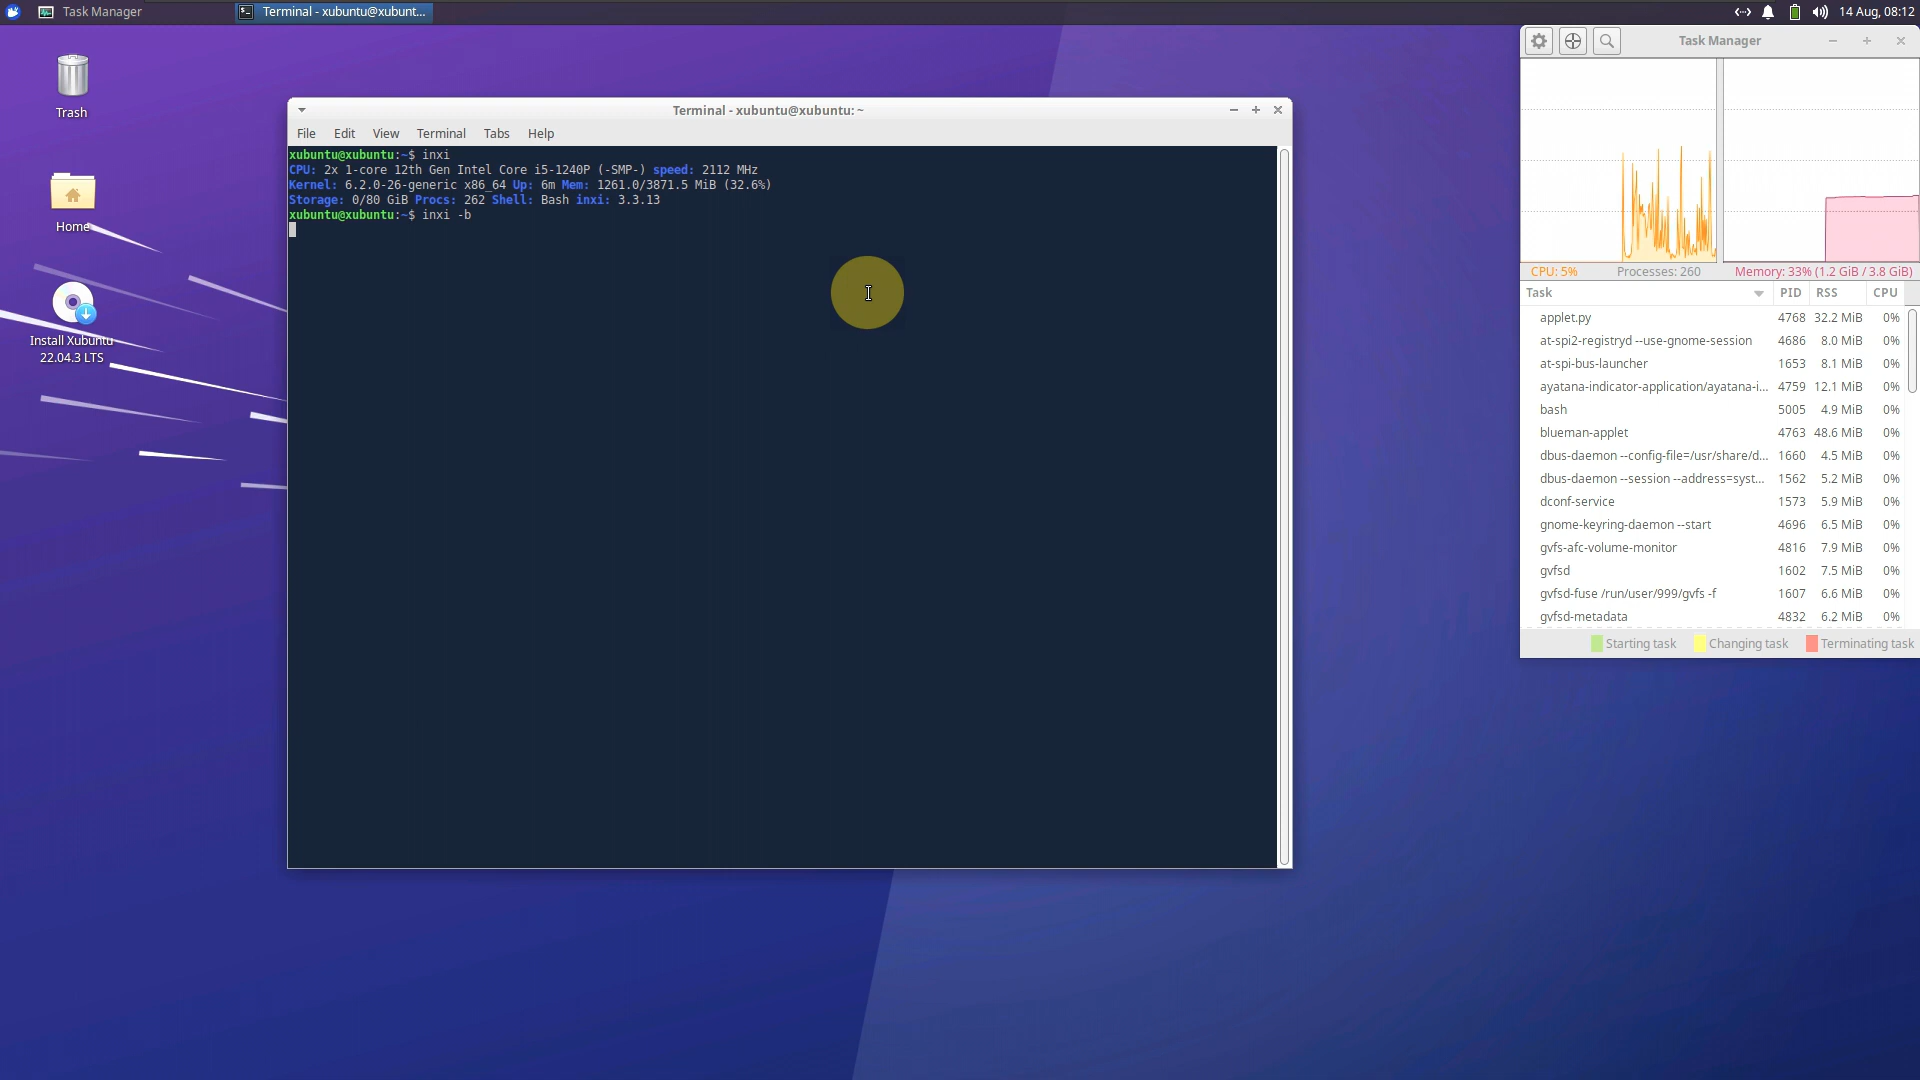 Task Manager
Terminal - xubuntu@xubunt...
14 Aug, 08:12
Trash
Home
Install Xubuntu
22.04.3 LTS
Terminal - xubuntu@xubuntu: ~
File Edit View Terminal Tabs Help
xubuntu@xubuntu:~$ inxi
CPU: 2x 1-core 12th Gen Intel Core i5-1240P (-SMP-) speed: 2112 MHz
Kernel: 6.2.0-26-generic x86_64 Up: 6m Mem: 1261.0/3871.5 MiB (32.6%)
Storage: 0/80 GiB Procs: 262 Shell: Bash inxi: 3.3.13
xubuntu@xubuntu:~$ inxi -b
Task Manager
CPU: 5% Processes: 260 Memory: 33% (1.2 GiB / 3.8 GiB)
Task PID RSS CPU
applet.py 4768 32.2 MiB 0%
at-spi2-registryd --use-gnome-session 4686 8.0 MiB 0%
at-spi-bus-launcher 1653 8.1 MiB 0%
ayatana-indicator-application/ayatana-i... 4759 12.1 MiB 0%
bash 5005 4.9 MiB 0%
blueman-applet 4763 48.6 MiB 0%
dbus-daemon --config-file=/usr/share/d... 1660 4.5 MiB 0%
dbus-daemon --session --address=syst... 1562 5.2 MiB 0%
dconf-service 1573 5.9 MiB 0%
gnome-keyring-daemon --start 4696 6.5 MiB 0%
gvfs-afc-volume-monitor 4816 7.9 MiB 0%
gvfsd 1602 7.5 MiB 0%
gvfsd-fuse /run/user/999/gvfs -f 1607 6.6 MiB 0%
gvfsd-metadata 4832 6.2 MiB 0%
Starting task Changing task Terminating task